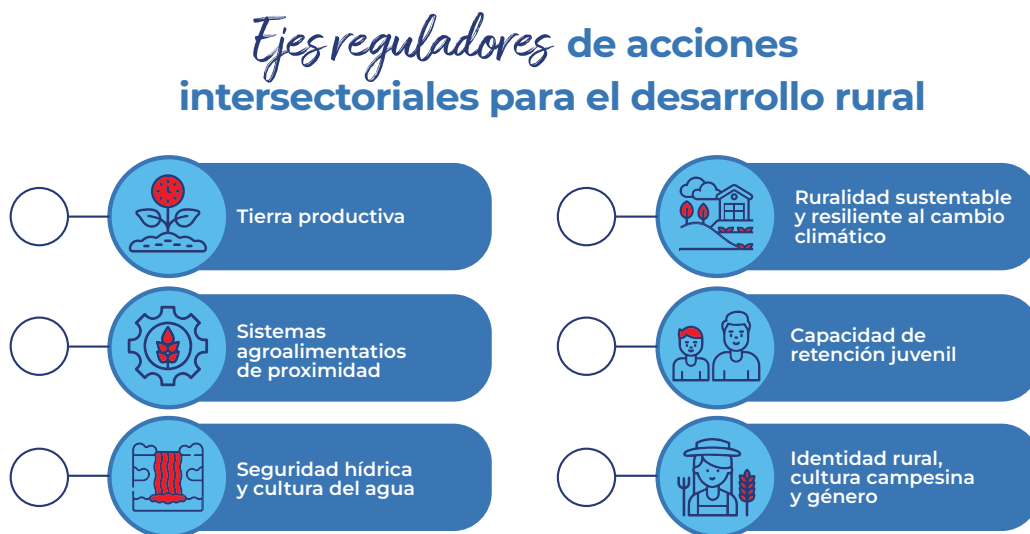 Ejes reguladores de acciones
intersectoriales para el desarrollo rural
Tierra productiva
Sistemas
agroalimentatios
de proximidad
Seguridad hídrica
y cultura del agua
Ruralidad sustentable
y resiliente al cambio
climático
Capacidad de
retención juvenil
Identidad rural,
cultura campesina
y género